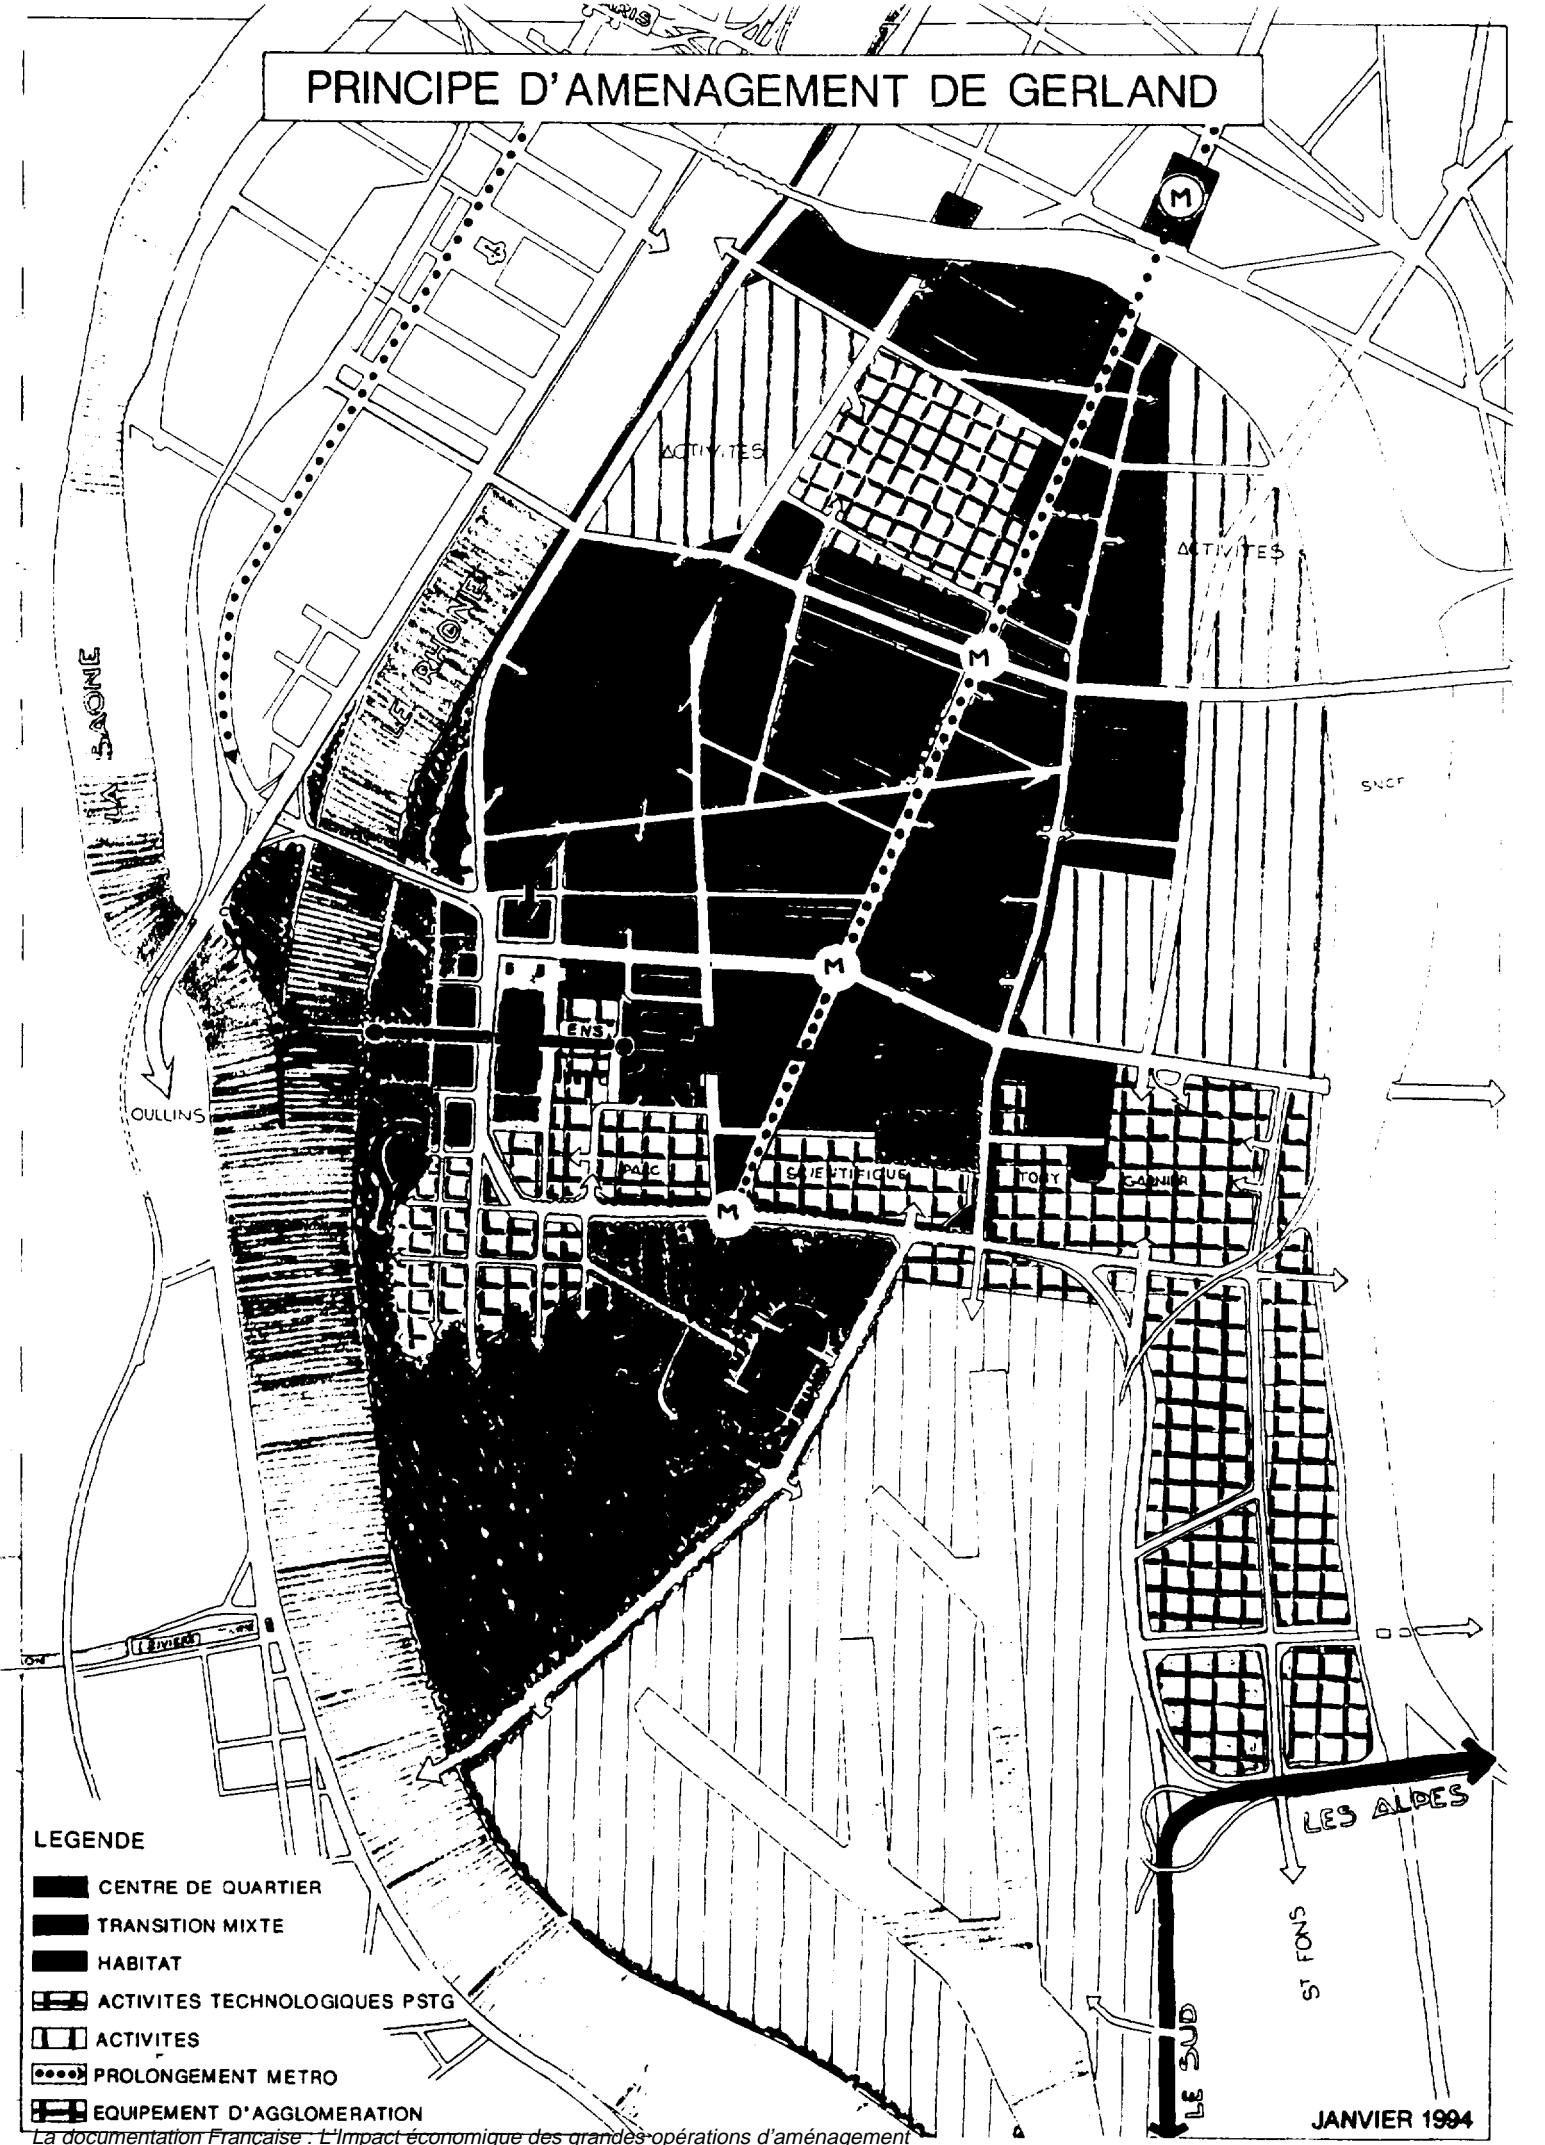 PRINCIPE D'AMENAGEMENT DE GERLAND
M
ACTIVITES
ACTIVITES
LE RHONE
M
LA SAONE
SNCF
M
ENS
OULLINS
PARC
SCIENTIFIQUE
TONY
GARNIER
M
LES ALPES
ST FONS
LE SUD
LEGENDE
CENTRE DE QUARTIER
TRANSITION MIXTE
HABITAT
ACTIVITES TECHNOLOGIQUES PSTG
ACTIVITES
PROLONGEMENT METRO
EQUIPEMENT D'AGGLOMERATION
JANVIER 1994
La documentation Française : L'Impact économique des grandes opérations d'aménagement